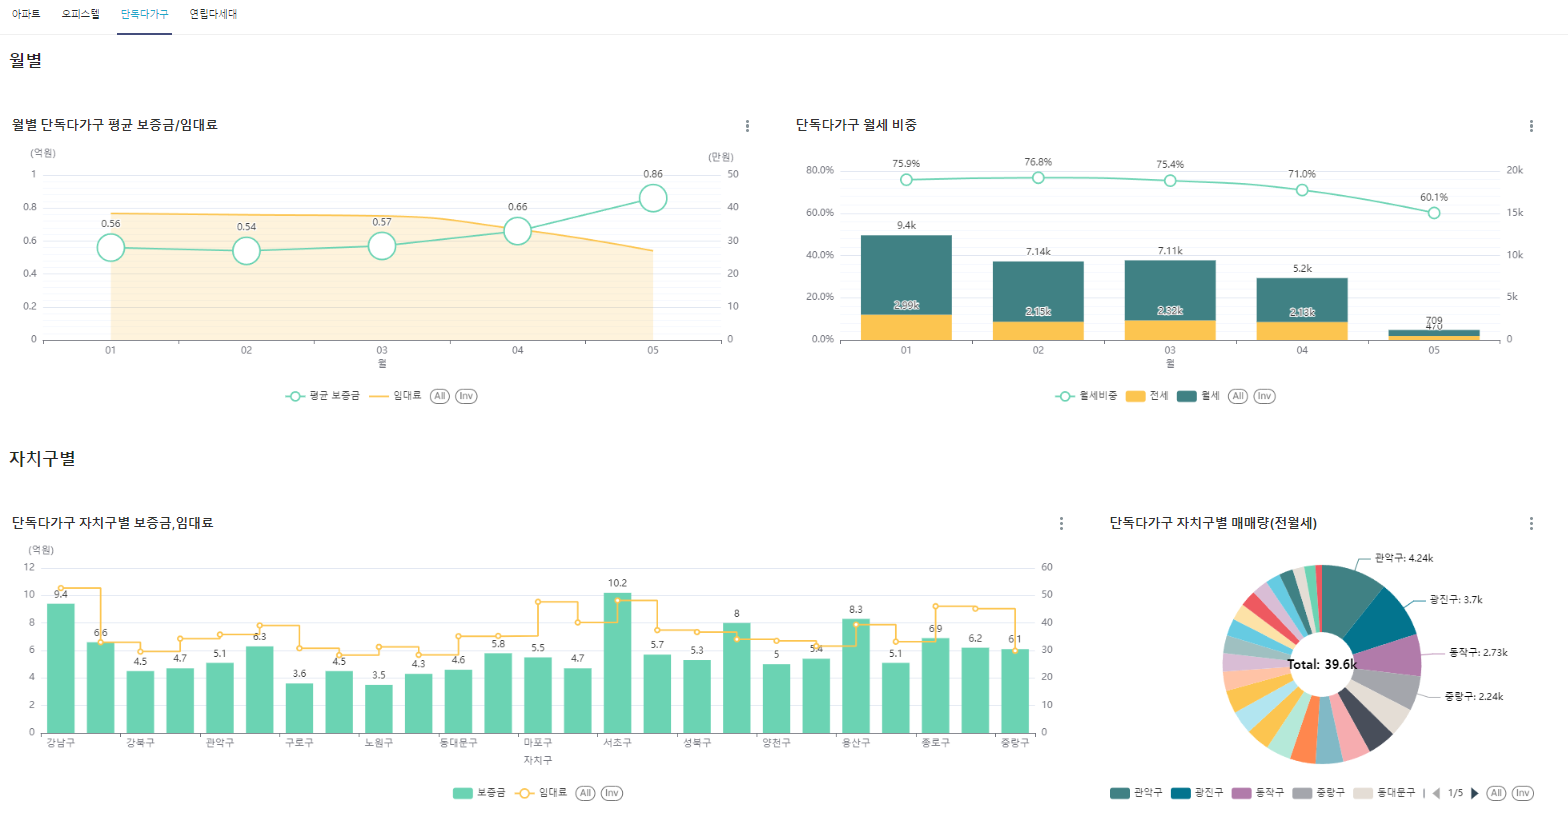 아파트 오피스텔 단독다가구 연립다세대
월별
월별 단독다가구 평균 보증금/임대료
(억원) (만원)
1 0.8 0.6 0.4 0.2 0
50 40 30 20 10 0
0.56 0.54 0.57 0.66 0.86
01 02 03 04 05
월
평균 보증금 임대료 All Inv
단독다가구 월세 비중
80.0% 60.0% 40.0% 20.0% 0.0%
20k 15k 10k 5k 0
75.9% 76.8% 75.4% 71.0% 60.1%
9.4k 7.14k 7.11k 5.2k 709
2.99k 2.15k 2.32k 2.13k 470
01 02 03 04 05
월
월세비중 전세 월세 All Inv
자치구별
단독다가구 자치구별 보증금,임대료
(억원)
12 10 8 6 4 2 0
60 50 40 30 20 10 0
9.4 6.6 4.5 4.7 5.1 6.3 3.6 4.5 3.5 4.3 4.6 5.8 5.5 4.7 10.2 5.7 5.3 8 5 5.4 8.3 5.1 6.9 6.2 6.1
강남구 강북구 관악구 구로구 노원구 동대문구 마포구 서초구 성북구 양천구 용산구 종로구 중랑구
자치구
보증금 임대료 All Inv
단독다가구 자치구별 매매량(전월세)
관악구: 4.24k
광진구: 3.7k
동작구: 2.73k
중랑구: 2.24k
Total: 39.6k
관악구 광진구 동작구 중랑구 동대문구 1/5 All Inv